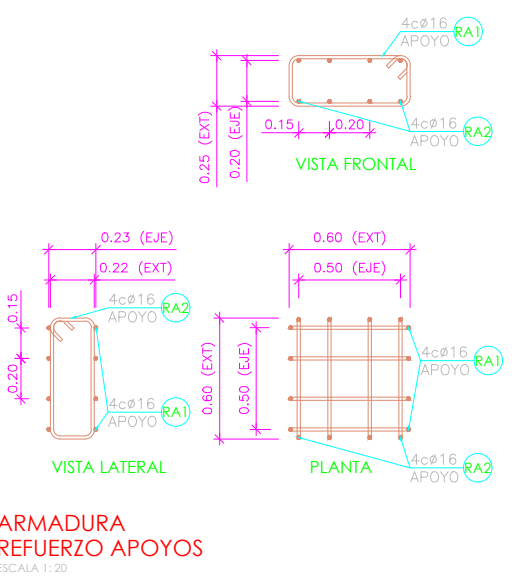 4cø16
APOYO
RA1
0.25 (EXT)
0.20 (EJE)
0.15
0.20
4cø16
APOYO
RA2
VISTA FRONTAL
0.23 (EJE)
0.22 (EXT)
0.15
0.20
4cø16
APOYO
RA2
4cø16
APOYO
RA1
VISTA LATERAL
0.60 (EXT)
0.50 (EJE)
0.60 (EXT)
0.50 (EJE)
4cø16
APOYO
RA1
4cø16
APOYO
RA2
PLANTA
ARMADURA
REFUERZO APOYOS
ESCALA 1:20